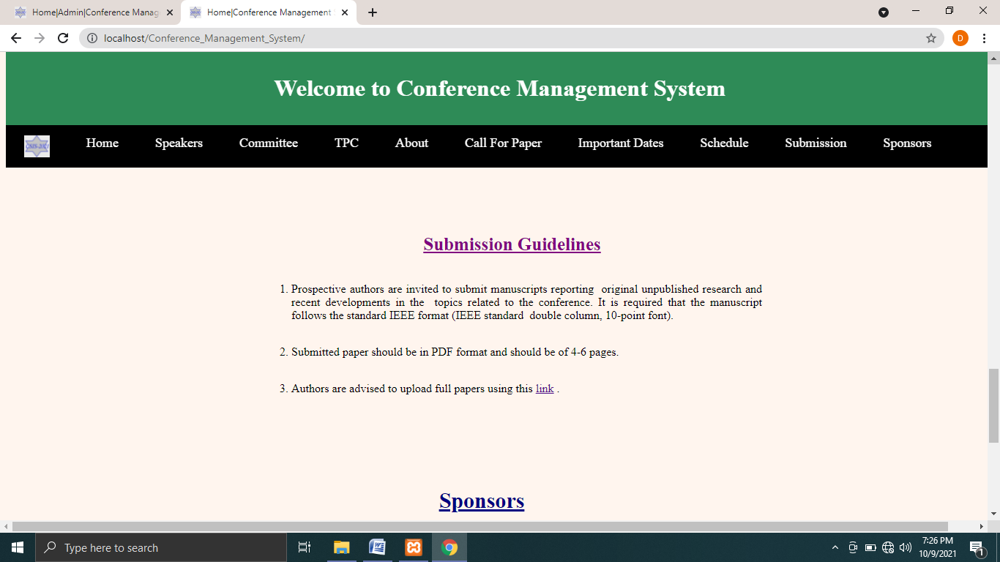 Home|Admin|Conference Manag
Home|Conference Management
localhost/Conference_Management_System/
D
Welcome to Conference Management System
Home Speakers Committee TPC About Call For Paper Important Dates Schedule Submission Sponsors
Submission Guidelines
1. Prospective authors are invited to submit manuscripts reporting original unpublished research and
recent developments in the topics related to the conference. It is required that the manuscript
follows the standard IEEE format (IEEE standard double column, 10-point font).
2. Submitted paper should be in PDF format and should be of 4-6 pages.
3. Authors are advised to upload full papers using this link .
Sponsors
Type here to search
7:26 PM
10/9/2021
1